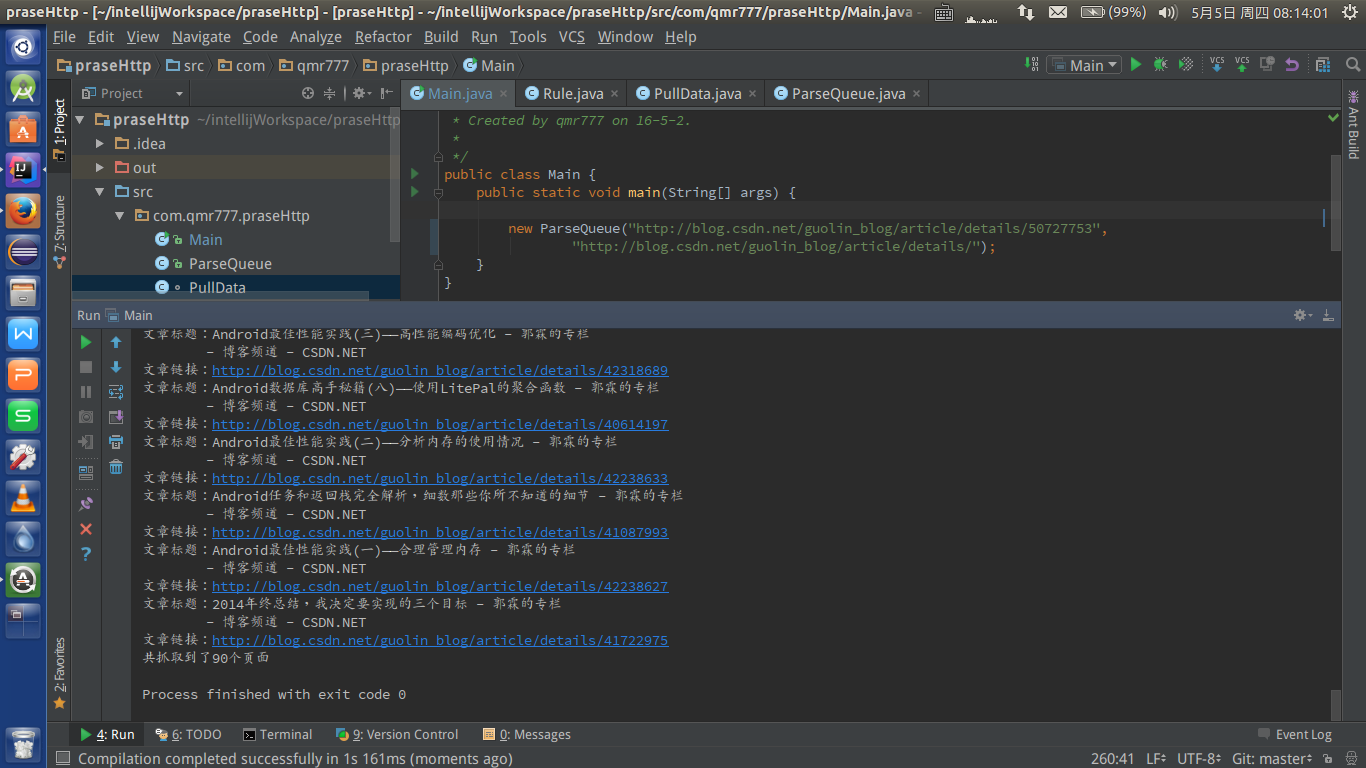 praseHttp - [~/intellijWorkspace/praseHttp] - [praseHttp] - ~/intellijWorkspace/praseHttp/src/com/qmr777/praseHttp/Main.java -
(99%)
5月5日 周四 08:14:01
File Edit View Navigate Code Analyze Refactor Build Run Tools VCS Window Help
praseHttp src com qmr777 praseHttp Main
Main
VCS VCS
Project
Main.java Rule.java PullData.java ParseQueue.java
1: Project
7: Structure
2: Favorites
Ant Build
praseHttp ~/intellijWorkspace/praseHttp
.idea
out
src
com.qmr777.praseHttp
Main
ParseQueue
PullData
* Created by qmr777 on 16-5-2.
*
*/
public class Main {
public static void main(String[] args) {
new ParseQueue("http://blog.csdn.net/guolin_blog/article/details/50727753",
"http://blog.csdn.net/guolin_blog/article/details/");
}
}
Run Main
文章标题：Android最佳性能实践(三)——高性能编码优化 - 郭霖的专栏
- 博客频道 - CSDN.NET
文章链接：http://blog.csdn.net/guolin_blog/article/details/42318689
文章标题：Android数据库高手秘籍(八)——使用LitePal的聚合函数 - 郭霖的专栏
- 博客频道 - CSDN.NET
文章链接：http://blog.csdn.net/guolin_blog/article/details/40614197
文章标题：Android最佳性能实践(二)——分析内存的使用情况 - 郭霖的专栏
- 博客频道 - CSDN.NET
文章链接：http://blog.csdn.net/guolin_blog/article/details/42238633
文章标题：Android任务和返回栈完全解析，细数那些你所不知道的细节 - 郭霖的专栏
- 博客频道 - CSDN.NET
文章链接：http://blog.csdn.net/guolin_blog/article/details/41087993
文章标题：Android最佳性能实践(一)——合理管理内存 - 郭霖的专栏
- 博客频道 - CSDN.NET
文章链接：http://blog.csdn.net/guolin_blog/article/details/42238627
文章标题：2014年终总结，我决定要实现的三个目标 - 郭霖的专栏
- 博客频道 - CSDN.NET
文章链接：http://blog.csdn.net/guolin_blog/article/details/41722975
共抓取到了90个页面
Process finished with exit code 0
4: Run 6: TODO Terminal 9: Version Control 0: Messages Event Log
Compilation completed successfully in 1s 161ms (moments ago)
260:41 LF UTF-8 Git: master